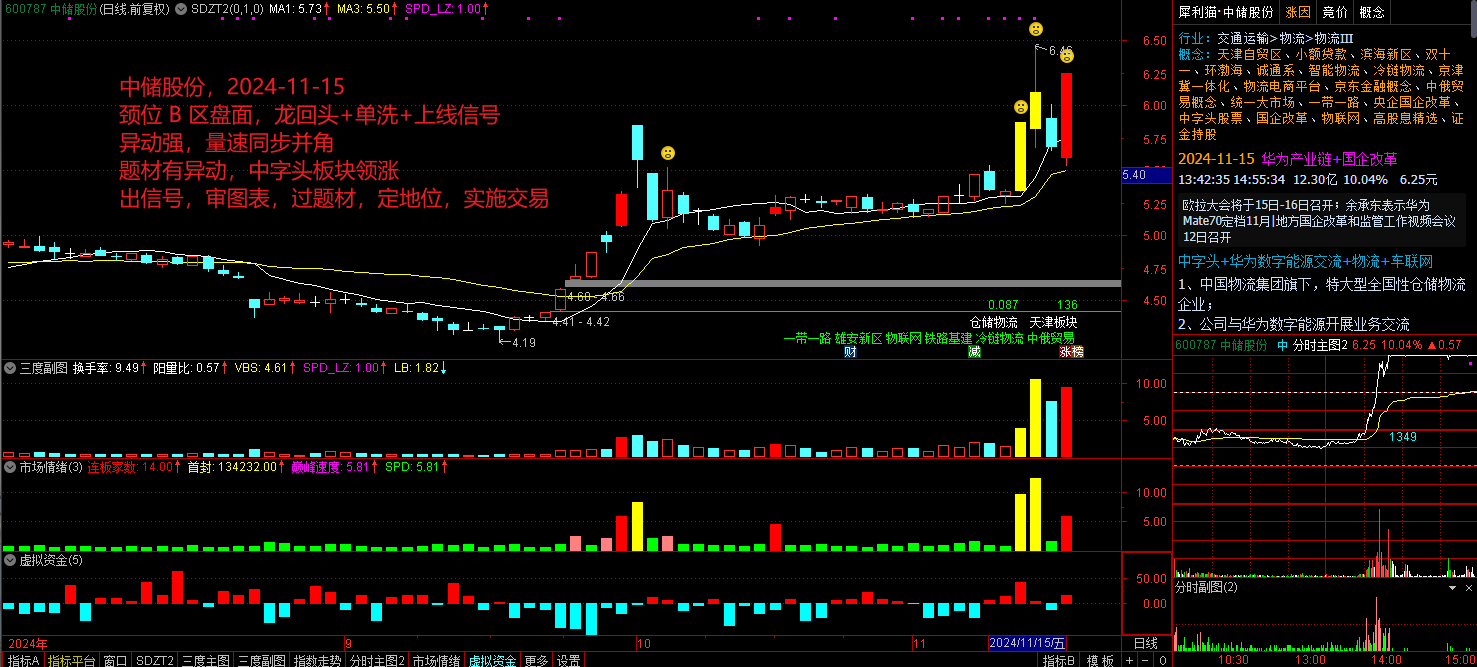 600787 中储股份(日线.前复权) SDZT2(0,1,0) MA1: 5.73↑ MA3: 5.50↑ SPD_LZ: 1.00↑
中储股份，2024-11-15
颈位 B 区盘面，龙回头+单洗+上线信号
异动强，量速同步并角
题材有异动，中字头板块领涨
出信号，审图表，过题材，定地位，实施交易
6.46
6.50
6.25
6.00
5.75
5.40
5.25
5.00
4.75
4.50
4.60 - 4.66
4.41 - 4.42
←4.19
0.087 136
仓储物流 天津板块
一带一路 雄安新区 物联网 铁路基建 冷链物流 中俄贸易
财 减 涨榜
三度副图 换手率: 9.49↑ 阳量比: 0.57↑ VBS: 4.61↑ SPD_LZ: 1.00↑ LB: 1.82↓
10.00
5.00
市场情绪(3) 连板家数: 14.00↑ 首封: 134232.00↑ 巅峰速度: 5.81↑ SPD: 5.81↑
10.00
5.00
虚拟资金(5)
50.00
0.00
2024年 9 10 11 2024/11/15/五 日线
指标A 指标平台 窗口 SDZT2 三度主图 三度副图 指数走势 分时主图2 市场情绪 虚拟资金 更多 设置 指标B 模板 + - 0
犀利猫·中储股份 涨因 竞价 概念
行业: 交通运输>物流>物流Ⅲ
概念: 天津自贸区、小额贷款、滨海新区、双十
一、环渤海、诚通系、智能物流、冷链物流、京津
冀一体化、物流电商平台、京东金融概念、中俄贸
易概念、统一大市场、一带一路、央企国企改革、
中字头股票、国企改革、物联网、高股息精选、证
金持股
2024-11-15 华为产业链+国企改革
13:42:35 14:55:34 12.30亿 10.04% 6.25元
欧拉大会将于15日-16日召开；余承东表示华为
Mate70定档11月|地方国企改革和监管工作视频会议
12日召开
中字头+华为数字能源交流+物流+车联网
1、中国物流集团旗下，特大型全国性仓储物流
企业；
2、公司与华为数字能源开展业务交流
600787 中储股份 中 分时主图2 6.25 10.04% ▲0.57
1349
分时副图(2)
10:30 13:00 14:00 15:00